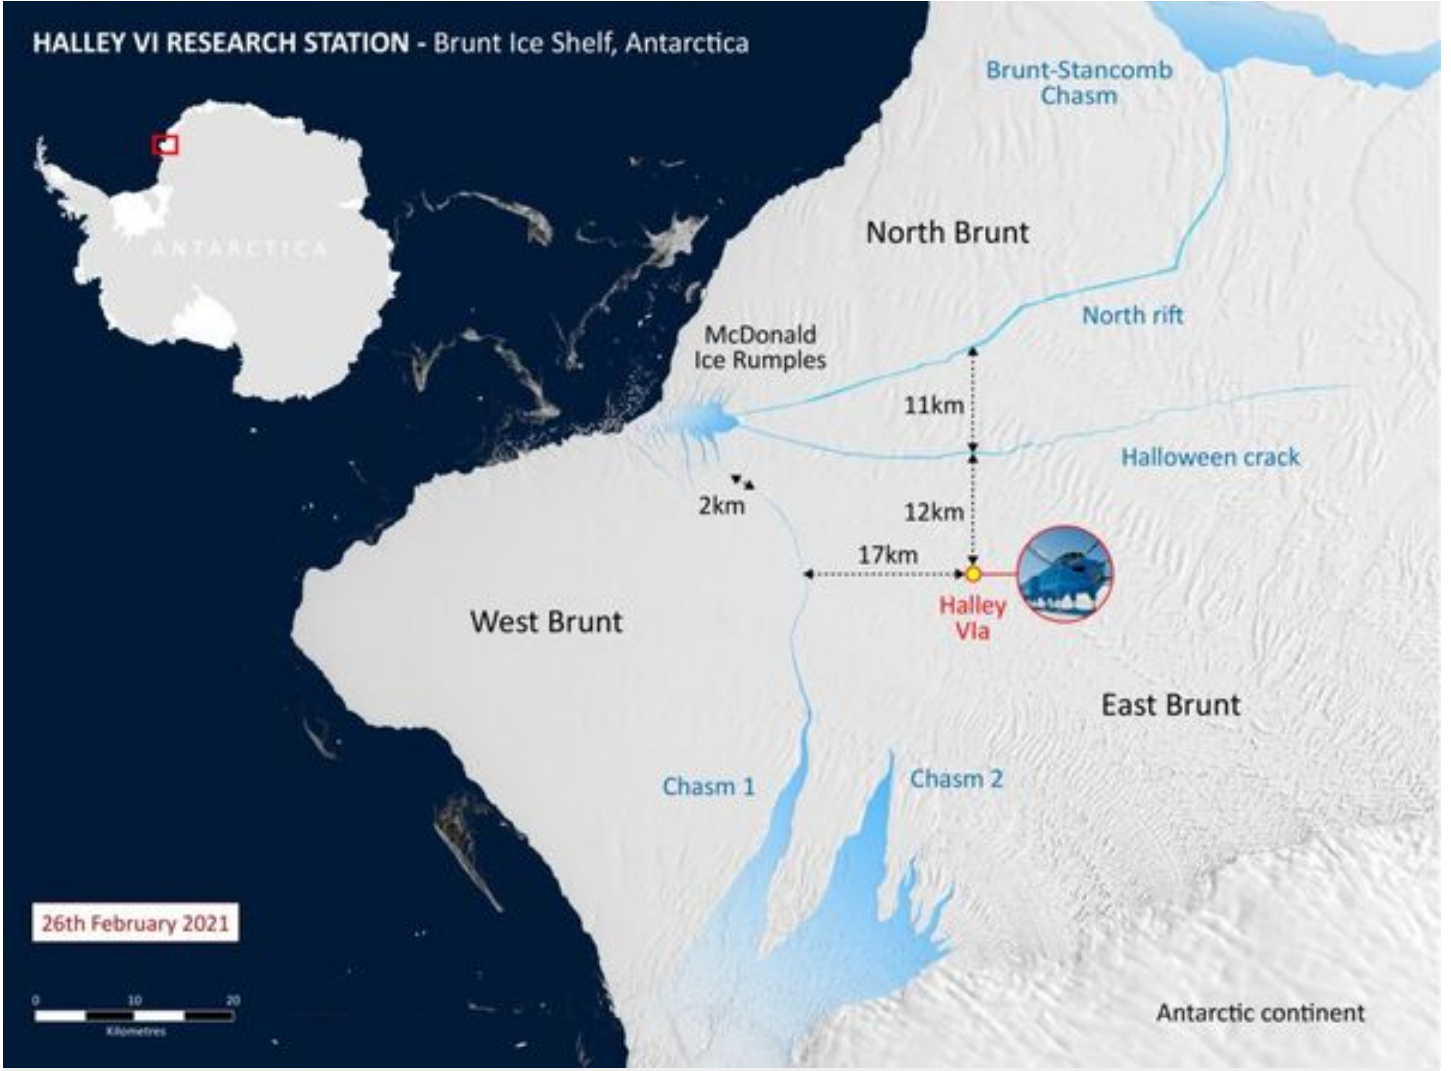 HALLEY VI RESEARCH STATION - Brunt Ice Shelf, Antarctica
Brunt-Stancomb
Chasm
ANTARCTICA
North Brunt
North rift
McDonald
Ice Rumples
11km
Halloween crack
2km
12km
17km
Halley
VIa
West Brunt
East Brunt
Chasm 1
Chasm 2
26th February 2021
0 10 20
Kilometres
Antarctic continent